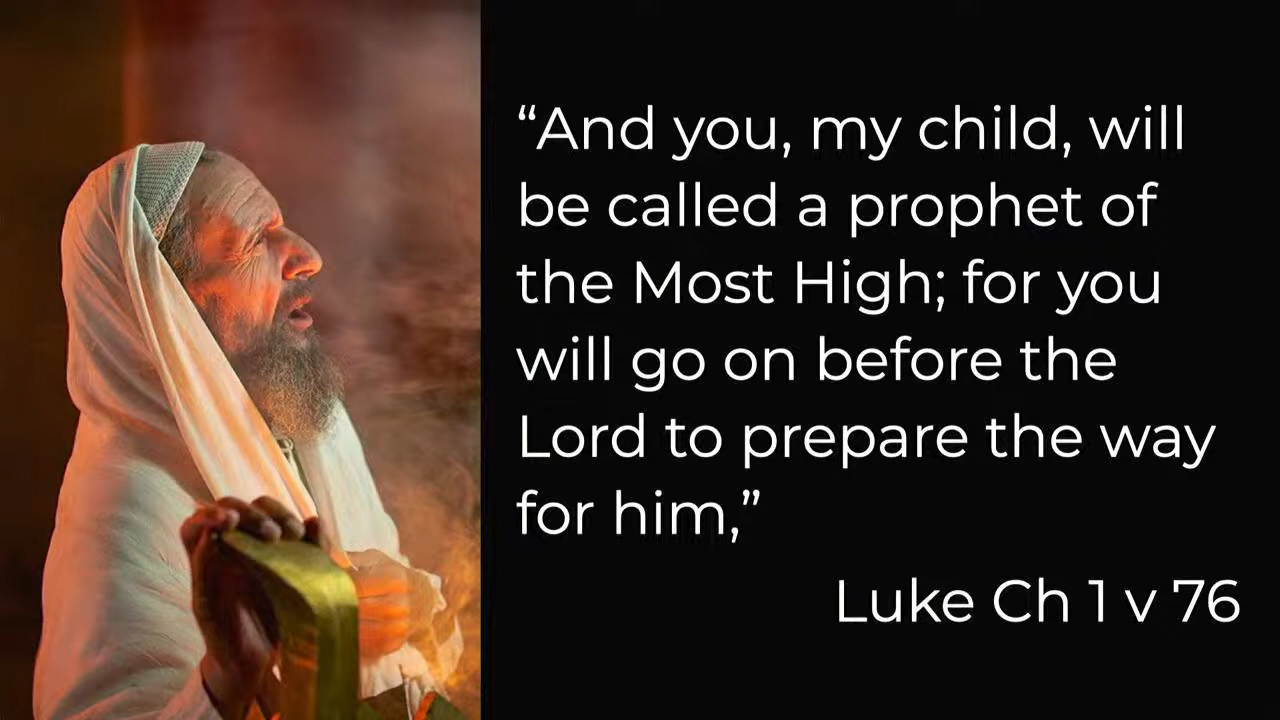 “And you, my child, will
be called a prophet of
the Most High; for you
will go on before the
Lord to prepare the way
for him,”
Luke Ch 1 v 76